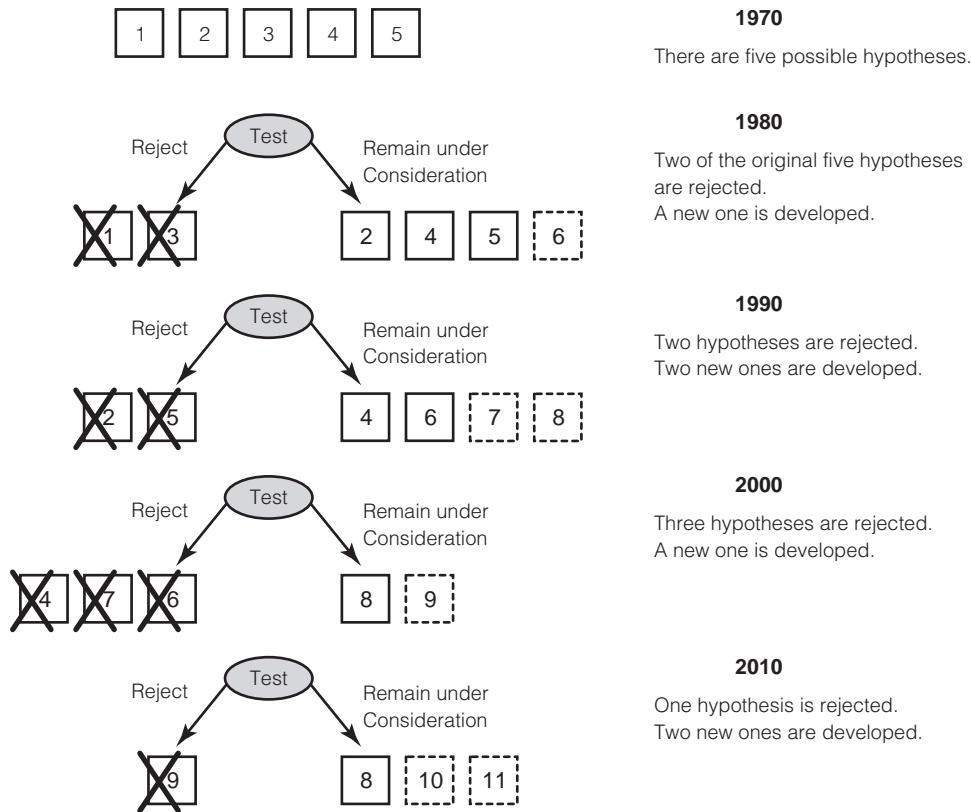 1 2 3 4 5
1970
There are five possible hypotheses.
1980
Test
Reject
Remain under
Consideration
Two of the original five hypotheses
are rejected.
A new one is developed.
1 3
2 4 5 6
1990
Test
Reject
Remain under
Consideration
Two hypotheses are rejected.
Two new ones are developed.
2 5
4 6 7 8
2000
Test
Reject
Remain under
Consideration
Three hypotheses are rejected.
A new one is developed.
4 7 6
8 9
2010
Test
Reject
Remain under
Consideration
One hypothesis is rejected.
Two new ones are developed.
9
8 10 11